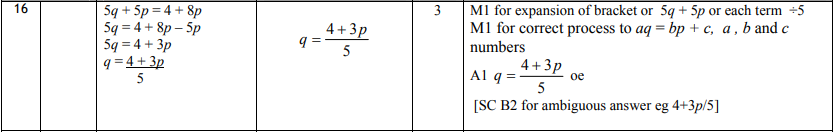 16
5q + 5p = 4 + 8p
5q = 4 + 8p – 5p
5q = 4 + 3p
q = 4 + 3p
5
q = (4 + 3p)/5
3
M1 for expansion of bracket or 5q + 5p or each term ÷5
M1 for correct process to aq = bp + c, a , b and c
numbers
A1 q = (4 + 3p)/5 oe
[SC B2 for ambiguous answer eg 4+3p/5]